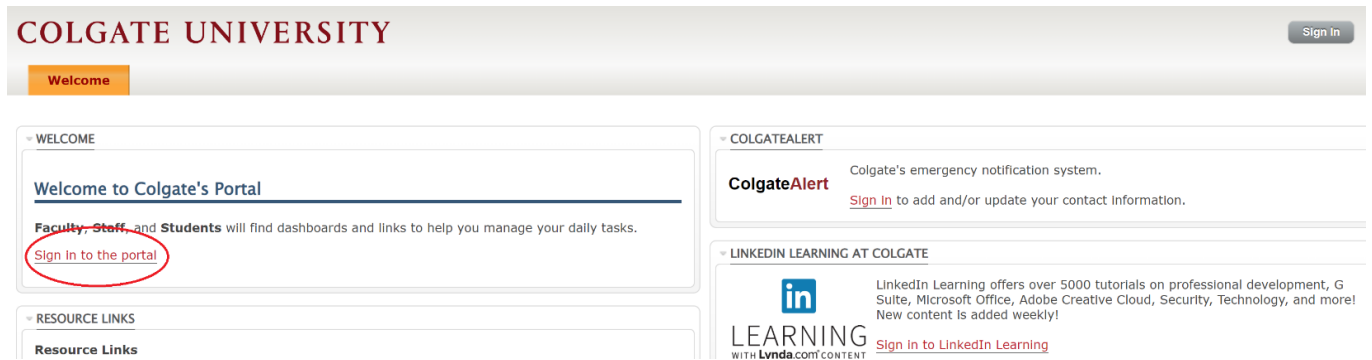 COLGATE UNIVERSITY
Sign In
Welcome
WELCOME
Welcome to Colgate's Portal
Faculty, Staff, and Students will find dashboards and links to help you manage your daily tasks.
Sign in to the portal
RESOURCE LINKS
Resource Links
COLGATEALERT
ColgateAlert
Colgate's emergency notification system.
Sign in to add and/or update your contact information.
LINKEDIN LEARNING AT COLGATE
in
LEARNING
WITH Lynda.com CONTENT
LinkedIn Learning offers over 5000 tutorials on professional development, G
Suite, Microsoft Office, Adobe Creative Cloud, Security, Technology, and more!
New content is added weekly!
Sign in to LinkedIn Learning